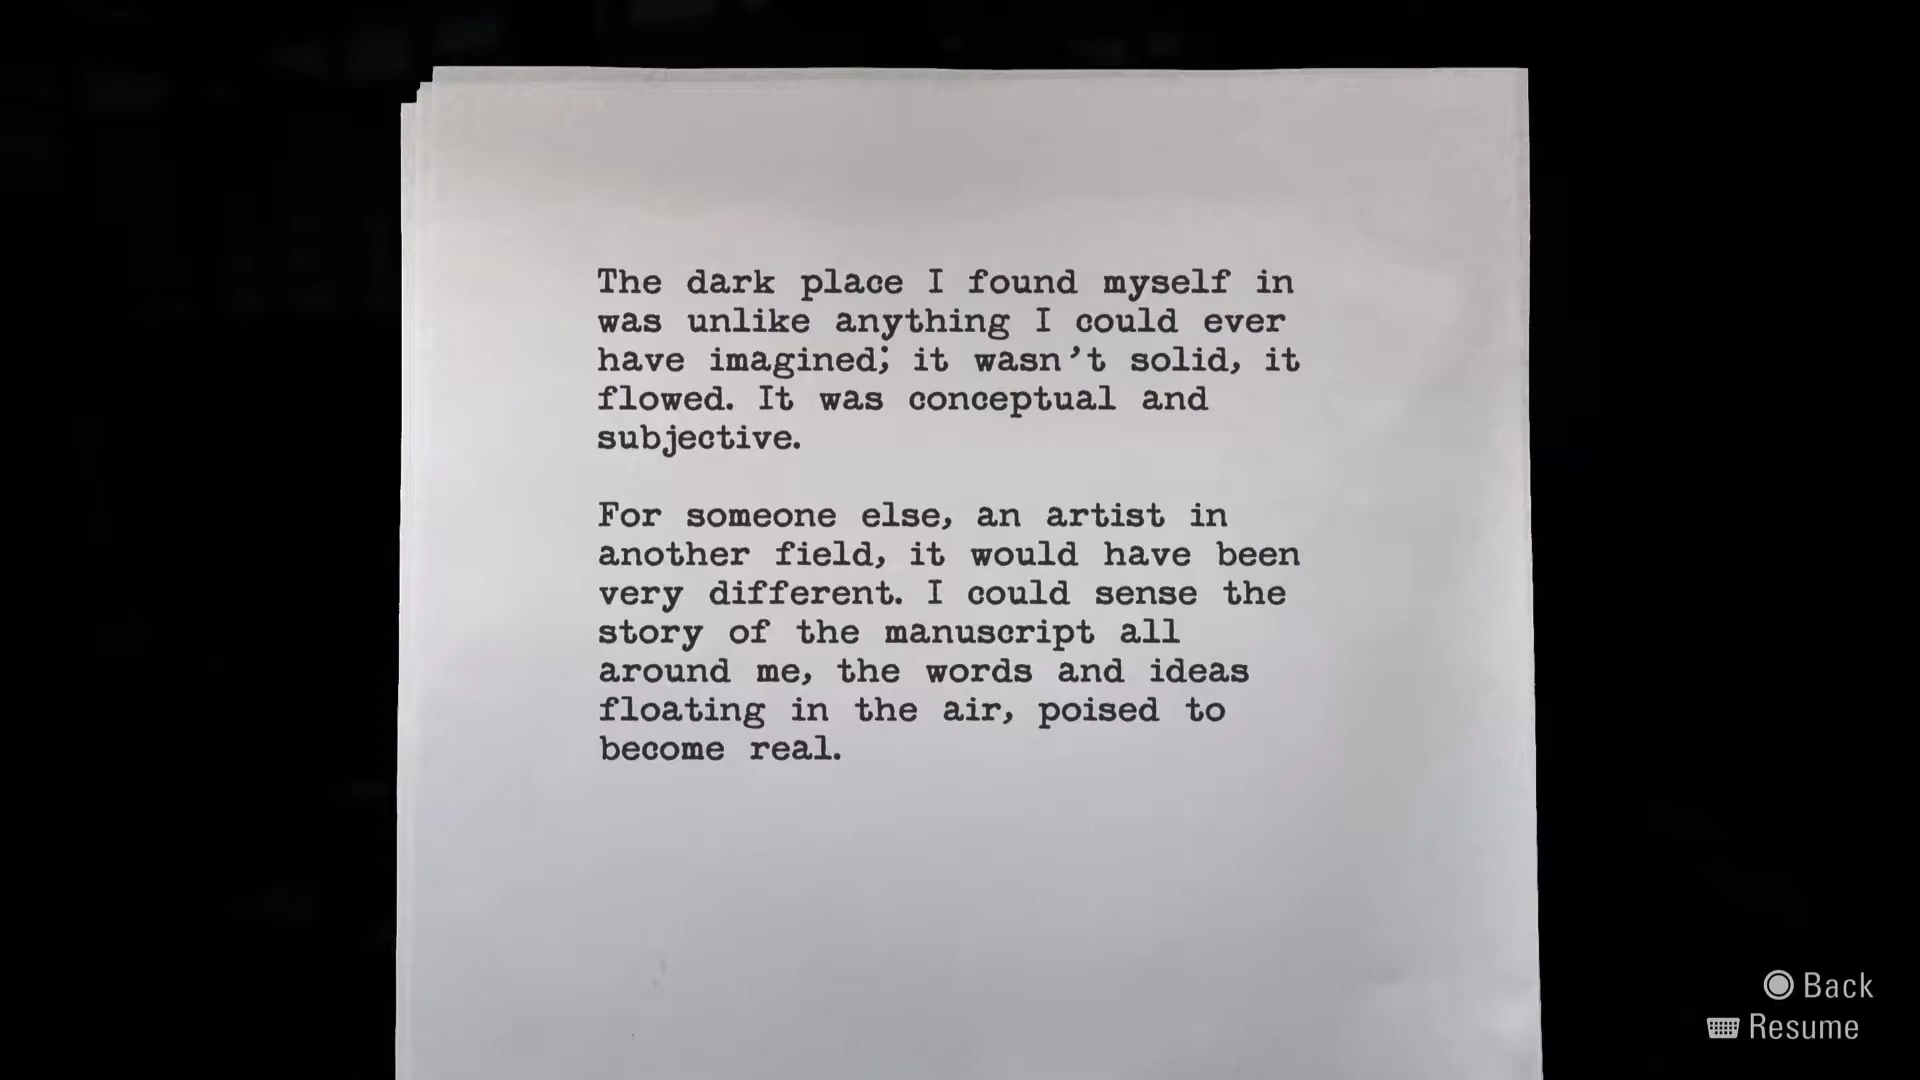 The dark place I found myself in
was unlike anything I could ever
have imagined; it wasn't solid, it
flowed. It was conceptual and
subjective.
For someone else, an artist in
another field, it would have been
very different. I could sense the
story of the manuscript all
around me, the words and ideas
floating in the air, poised to
become real.
Back
Resume